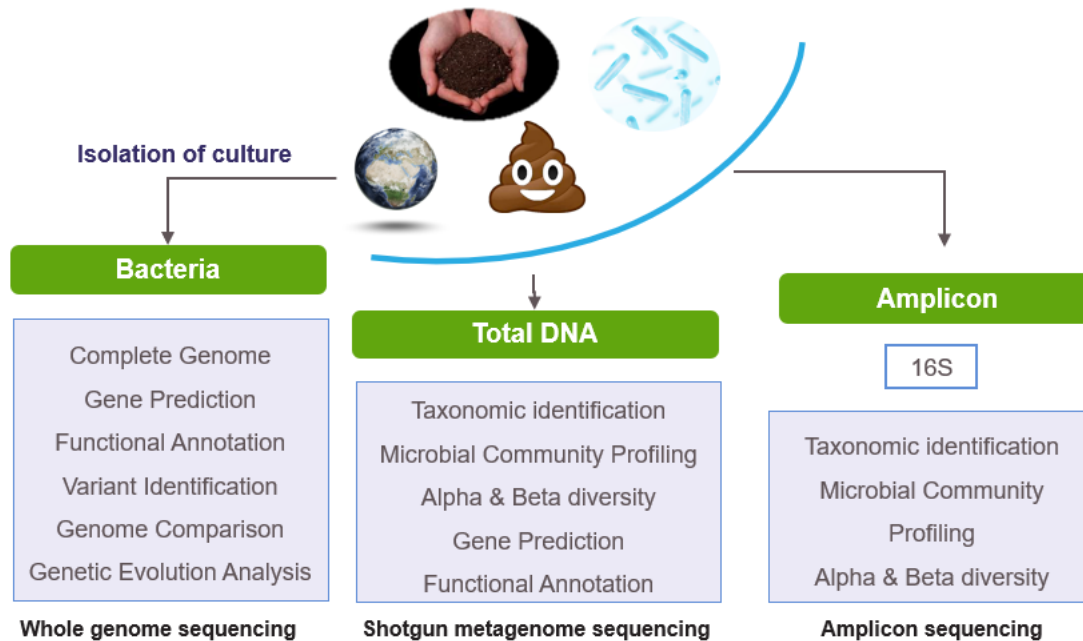 Isolation of culture
Bacteria
Complete Genome
Gene Prediction
Functional Annotation
Variant Identification
Genome Comparison
Genetic Evolution Analysis
Whole genome sequencing
Total DNA
Taxonomic identification
Microbial Community Profiling
Alpha & Beta diversity
Gene Prediction
Functional Annotation
Shotgun metagenome sequencing
Amplicon
16S
Taxonomic identification
Microbial Community
Profiling
Alpha & Beta diversity
Amplicon sequencing